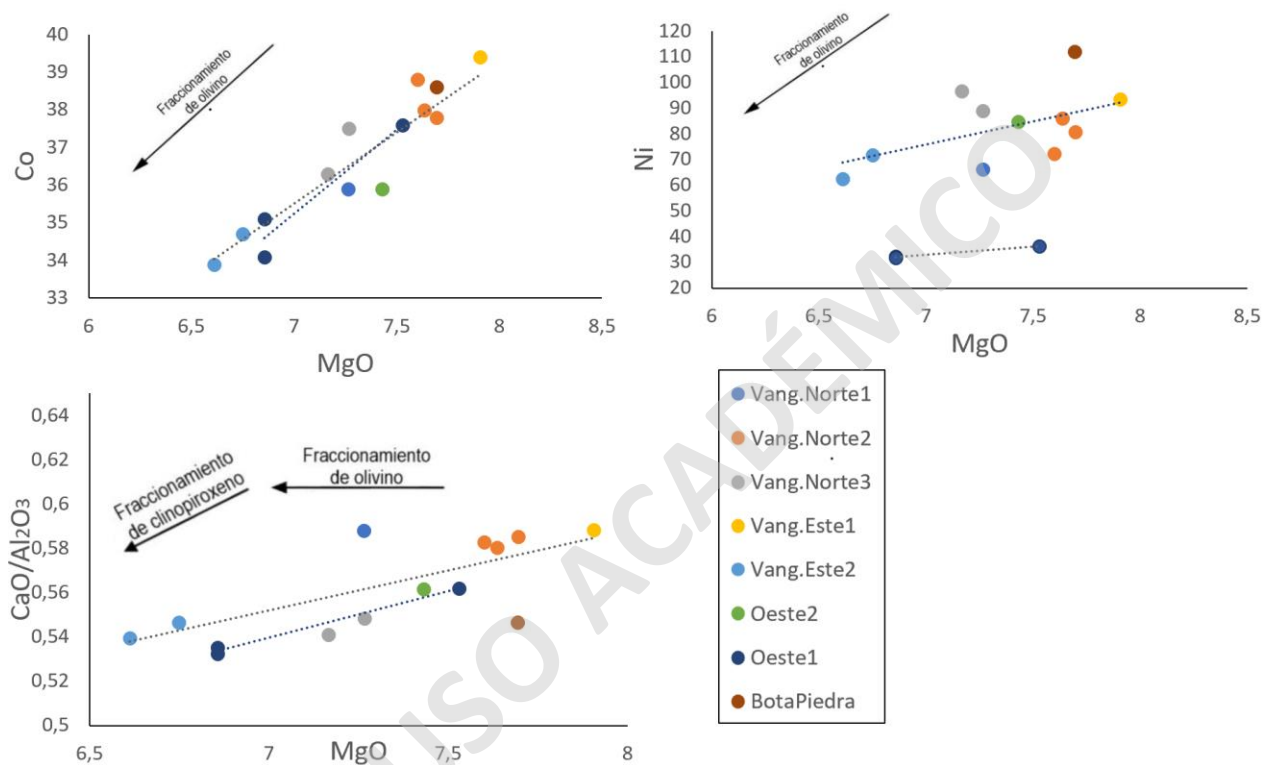 40
39
38
37
36
35
34
33
Co
Fraccionamiento
de olivino
6
6,5
7
7,5
8
8,5
MgO
120
110
100
90
80
70
60
50
40
30
20
Ni
Fraccionamiento
de olivino
6
6,5
7
7,5
8
8,5
MgO
0,64
0,62
0,6
0,58
0,56
0,54
0,52
0,5
CaO/Al₂O₃
Fraccionamiento
de clinopiroxeno
Fraccionamiento
de olivino
6,5
7
7,5
8
MgO
Vang.Norte1
Vang.Norte2
Vang.Norte3
Vang.Este1
Vang.Este2
Oeste2
Oeste1
BotaPiedra
USO ACADÉMICO